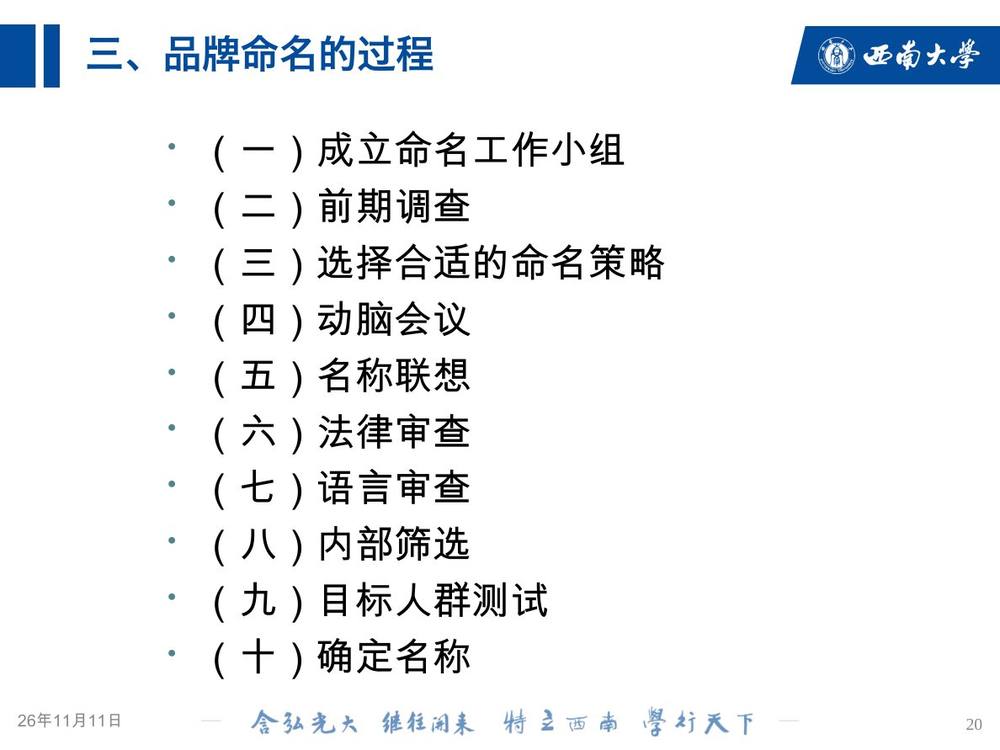 三、品牌命名的过程
西南大学
• （一）成立命名工作小组
• （二）前期调查
• （三）选择合适的命名策略
• （四）动脑会议
• （五）名称联想
• （六）法律审查
• （七）语言审查
• （八）内部筛选
• （九）目标人群测试
• （十）确定名称
26年11月11日
含弘光大 继往开来 特立西南 学行天下
20